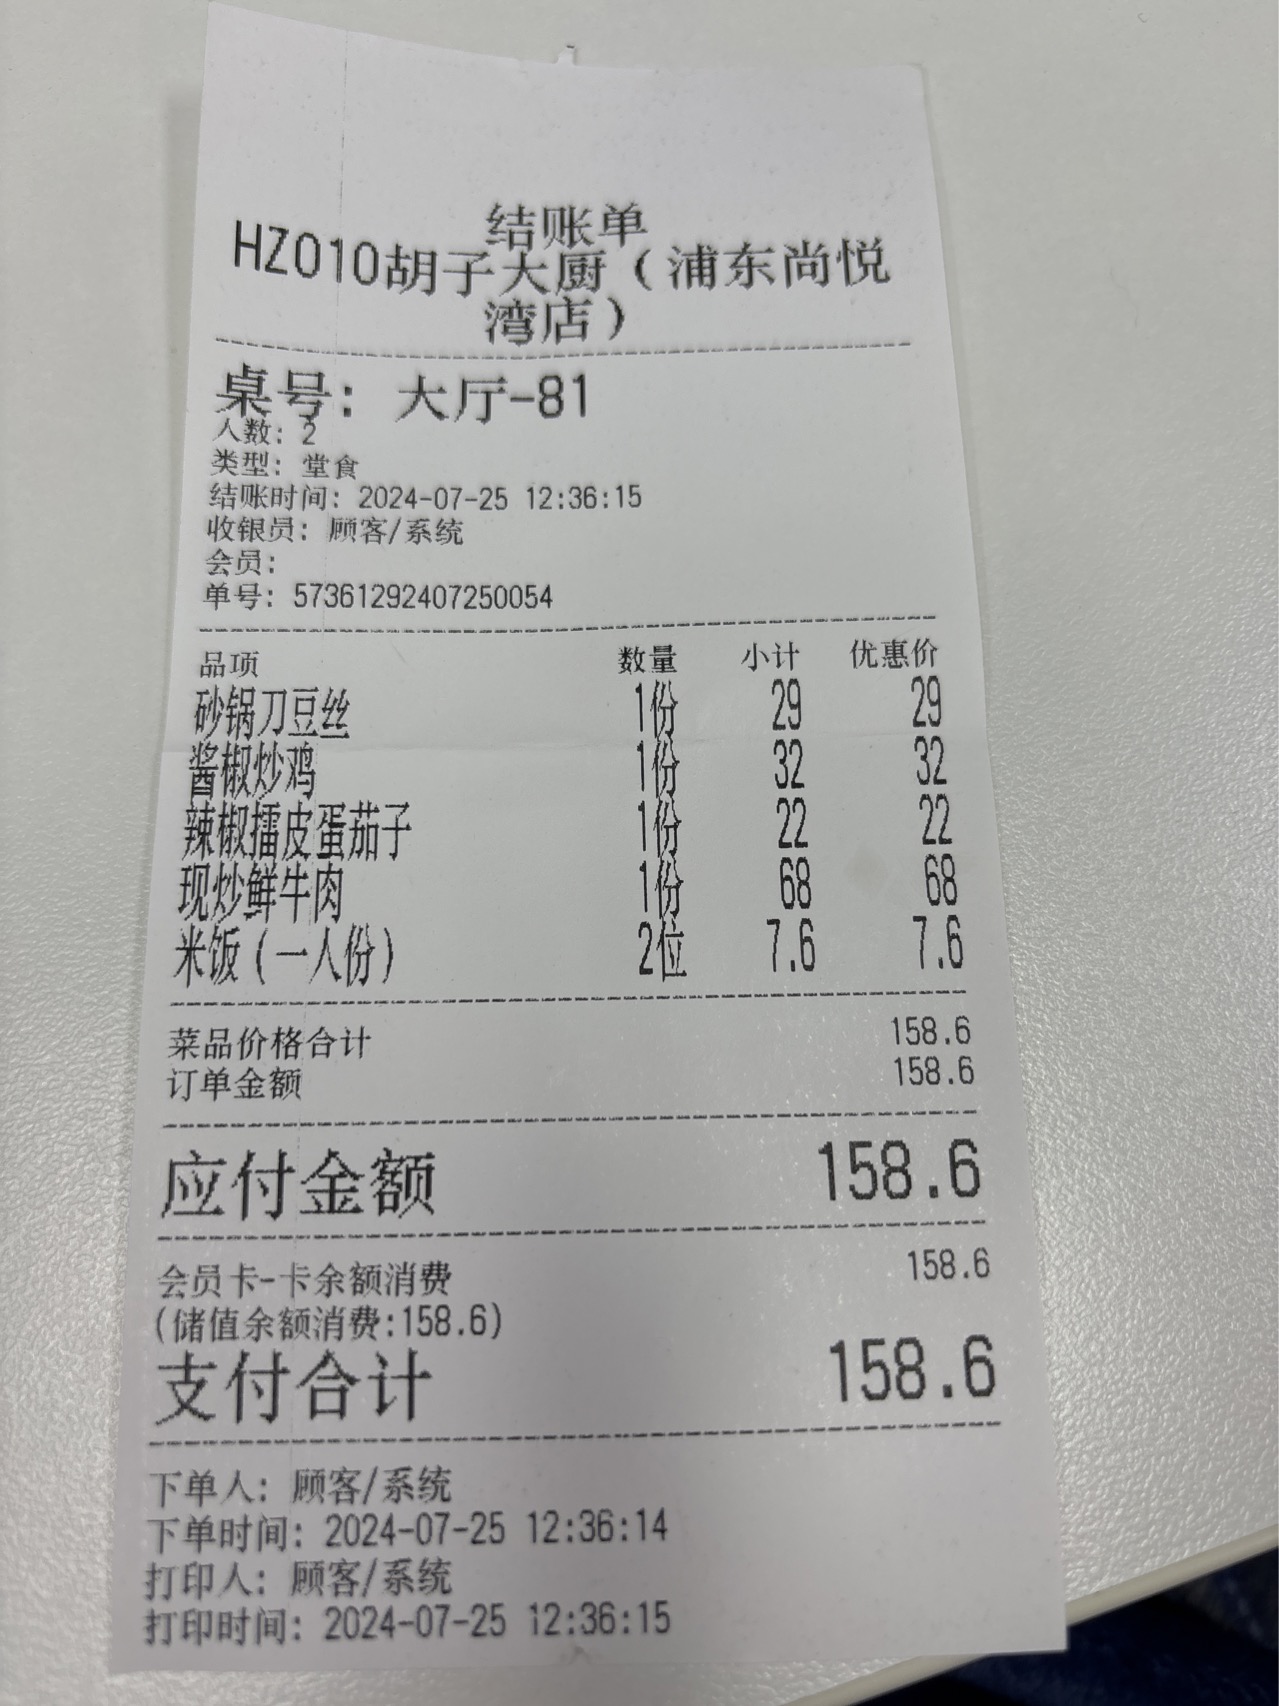 结账单
HZ010胡子大厨（浦东尚悦
湾店）
桌号：大厅-81
人数：2
类型：堂食
结账时间：2024-07-25 12:36:15
收银员：顾客/系统
会员：
单号：57361292407250054
品项 数量 小计 优惠价
砂锅刀豆丝 1份 29 29
酱椒炒鸡 1份 32 32
辣椒擂皮蛋茄子 1份 22 22
现炒鲜牛肉 1份 68 68
米饭（一人份） 2位 7.6 7.6
菜品价格合计 158.6
订单金额 158.6
应付金额 158.6
会员卡-卡余额消费 158.6
(储值余额消费:158.6)
支付合计 158.6
下单人：顾客/系统
下单时间：2024-07-25 12:36:14
打印人：顾客/系统
打印时间：2024-07-25 12:36:15